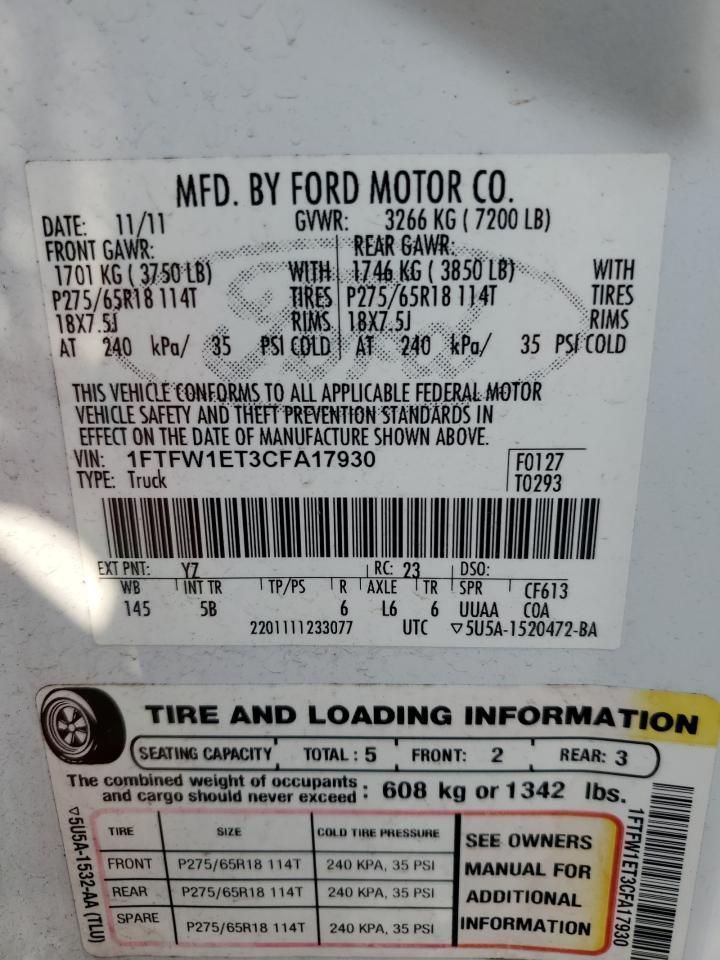 MFD. BY FORD MOTOR CO.
DATE: 11/11 GVWR: 3266 KG ( 7200 LB)
FRONT GAWR: REAR GAWR:
1701 KG ( 3750 LB) WITH 1746 KG ( 3850 LB) WITH
P275/65R18 114T TIRES P275/65R18 114T TIRES
18X7.5J RIMS 18X7.5J RIMS
AT 240 kPa/ 35 PSI COLD AT 240 kPa/ 35 PSI COLD
Ford
THIS VEHICLE CONFORMS TO ALL APPLICABLE FEDERAL MOTOR
VEHICLE SAFETY AND THEFT PREVENTION STANDARDS IN
EFFECT ON THE DATE OF MANUFACTURE SHOWN ABOVE.
VIN: 1FTFW1ET3CFA17930 F0127
TYPE: Truck T0293
EXT PNT: YZ RC: 23 DSO:
WB INT TR TP/PS R AXLE TR SPR CF613
145 5B 6 L6 6 UUAA COA
2201111233077 UTC ▽5U5A-1520472-BA
TIRE AND LOADING INFORMATION
SEATING CAPACITY TOTAL : 5 FRONT: 2 REAR: 3
The combined weight of occupants
and cargo should never exceed : 608 kg or 1342 lbs.
TIRE SIZE COLD TIRE PRESSURE
FRONT P275/65R18 114T 240 KPA, 35 PSI
REAR P275/65R18 114T 240 KPA, 35 PSI
SPARE P275/65R18 114T 240 KPA, 35 PSI
SEE OWNERS
MANUAL FOR
ADDITIONAL
INFORMATION
▽5U5A-1532-AA (TLU)
1FTFW1ET3CFA17930